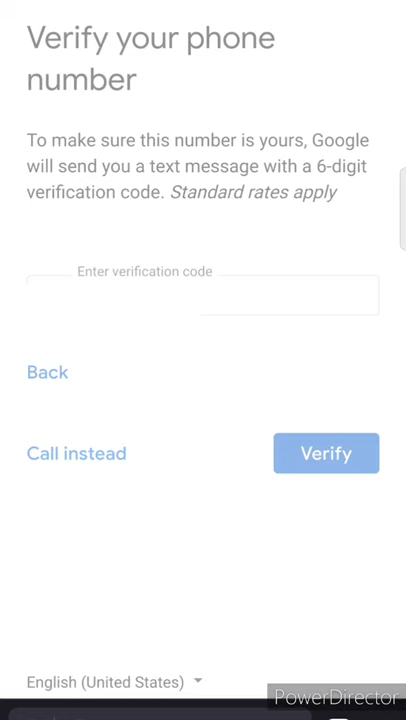 Verify your phone
number
To make sure this number is yours, Google
will send you a text message with a 6-digit
verification code. Standard rates apply
Enter verification code
Back
Call instead
Verify
English (United States)
PowerDirector